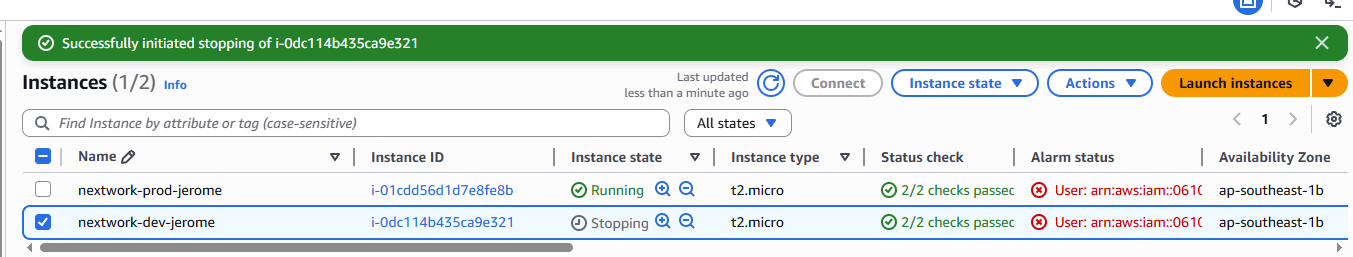 Successfully initiated stopping of i-0dc114b435ca9e321
Instances (1/2) Info
Last updated
less than a minute ago
Connect
Instance state
Actions
Launch instances
Find Instance by attribute or tag (case-sensitive)
All states
1
Name Instance ID Instance state Instance type Status check Alarm status Availability Zone
nextwork-prod-jerome i-01cdd56d1d7e8fe8b Running t2.micro 2/2 checks passec User: arn:aws:iam::0610 ap-southeast-1b
nextwork-dev-jerome i-0dc114b435ca9e321 Stopping t2.micro 2/2 checks passec User: arn:aws:iam::0610 ap-southeast-1b